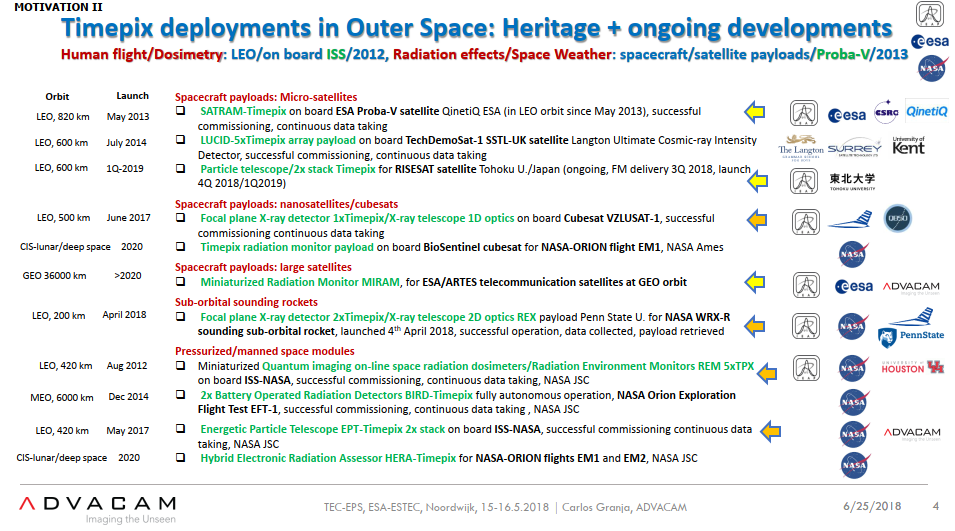 MOTIVATION II
Timepix deployments in Outer Space: Heritage + ongoing developments
Human flight/Dosimetry: LEO/on board ISS/2012, Radiation effects/Space Weather: spacecraft/satellite payloads/Proba-V/2013
esa
NASA
Orbit Launch
Spacecraft payloads: Micro-satellites
LEO, 820 km May 2013
SATRAM-Timepix on board ESA Proba-V satellite QinetiQ ESA (in LEO orbit since May 2013), successful
commissioning, continuous data taking
esa CSRC QinetiQ
LEO, 600 km July 2014
LUCID-5xTimepix array payload on board TechDemoSat-1 SSTL-UK satellite Langton Ultimate Cosmic-ray Intensity
Detector, successful commissioning, continuous data taking
The Langton
SURREY
University of
Kent
LEO, 600 km 1Q-2019
Particle telescope/2x stack Timepix for RISESAT satellite Tohoku U./Japan (ongoing, FM delivery 3Q 2018, launch
4Q 2018/1Q2019)
東北大学
TOHOKU UNIVERSITY
Spacecraft payloads: nanosatellites/cubesats
LEO, 500 km June 2017
Focal plane X-ray detector 1xTimepix/X-ray telescope 1D optics on board Cubesat VZLUSAT-1, successful
commissioning continuous data taking
QB50
CIS-lunar/deep space 2020
Timepix radiation monitor payload on board BioSentinel cubesat for NASA-ORION flight EM1, NASA Ames
NASA
Spacecraft payloads: large satellites
GEO 36000 km >2020
Miniaturized Radiation Monitor MIRAM, for ESA/ARTES telecommunication satellites at GEO orbit
esa ADVACAM
Imaging the Unseen
Sub-orbital sounding rockets
LEO, 200 km April 2018
Focal plane X-ray detector 2xTimepix/X-ray telescope 2D optics REX payload Penn State U. for NASA WRX-R
sounding sub-orbital rocket, launched 4th April 2018, successful operation, data collected, payload retrieved
NASA PennState
Pressurized/manned space modules
LEO, 420 km Aug 2012
Miniaturized Quantum imaging on-line space radiation dosimeters/Radiation Environment Monitors REM 5xTPX
on board ISS-NASA, successful commissioning, continuous data taking, NASA JSC
NASA
UNIVERSITY of
HOUSTON
MEO, 6000 km Dec 2014
2x Battery Operated Radiation Detectors BIRD-Timepix fully autonomous operation, NASA Orion Exploration
Flight Test EFT-1, successful commissioning, continuous data taking , NASA JSC
NASA
LEO, 420 km May 2017
Energetic Particle Telescope EPT-Timepix 2x stack on board ISS-NASA, successful commissioning continuous data
taking, NASA JSC
NASA ADVACAM
Imaging the Unseen
CIS-lunar/deep space 2020
Hybrid Electronic Radiation Assessor HERA-Timepix for NASA-ORION flights EM1 and EM2, NASA JSC
NASA
ADVACAM
Imaging the Unseen
TEC-EPS, ESA-ESTEC, Noordwijk, 15-16.5.2018 | Carlos Granja, ADVACAM
6/25/2018 4